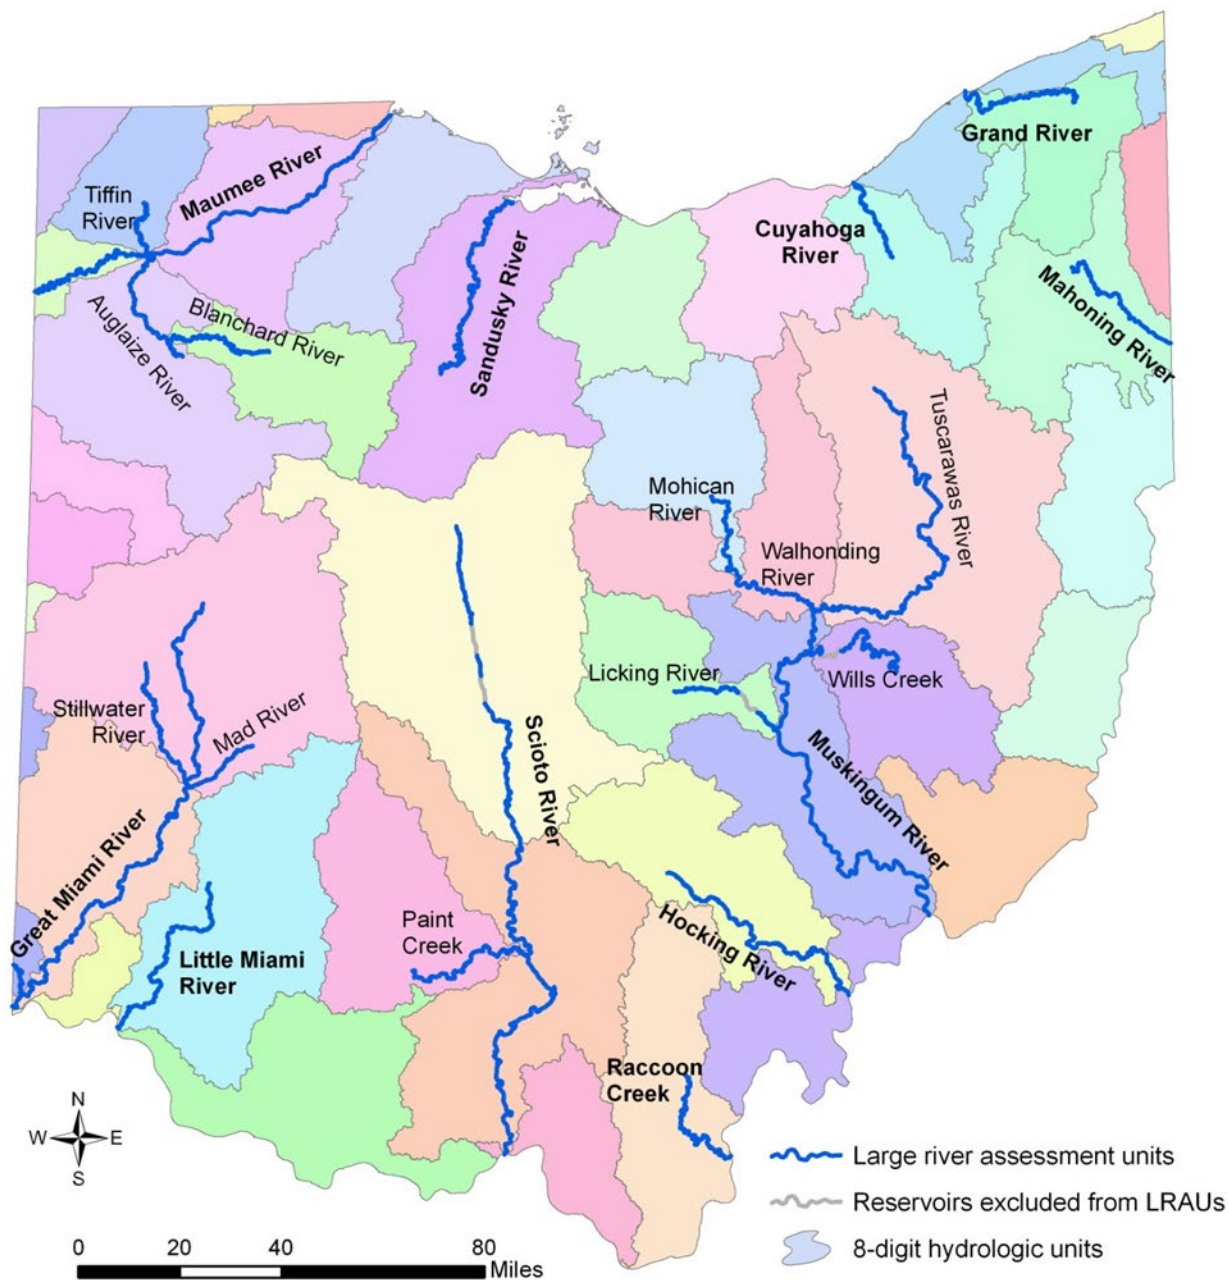 Grand River
Tiffin
River
Maumee River
Cuyahoga
River
Sandusky River
Mahoning River
Blanchard River
Auglaize River
Tuscarawas River
Mohican
River
Walhonding
River
Licking River
Wills Creek
Stillwater
River
Mad River
Scioto River
Muskingum River
Great Miami River
Paint
Creek
Hocking River
Little Miami
River
Raccoon
Creek
N
W E
S
Large river assessment units
Reservoirs excluded from LRAUs
8-digit hydrologic units
0 20 40 80
Miles